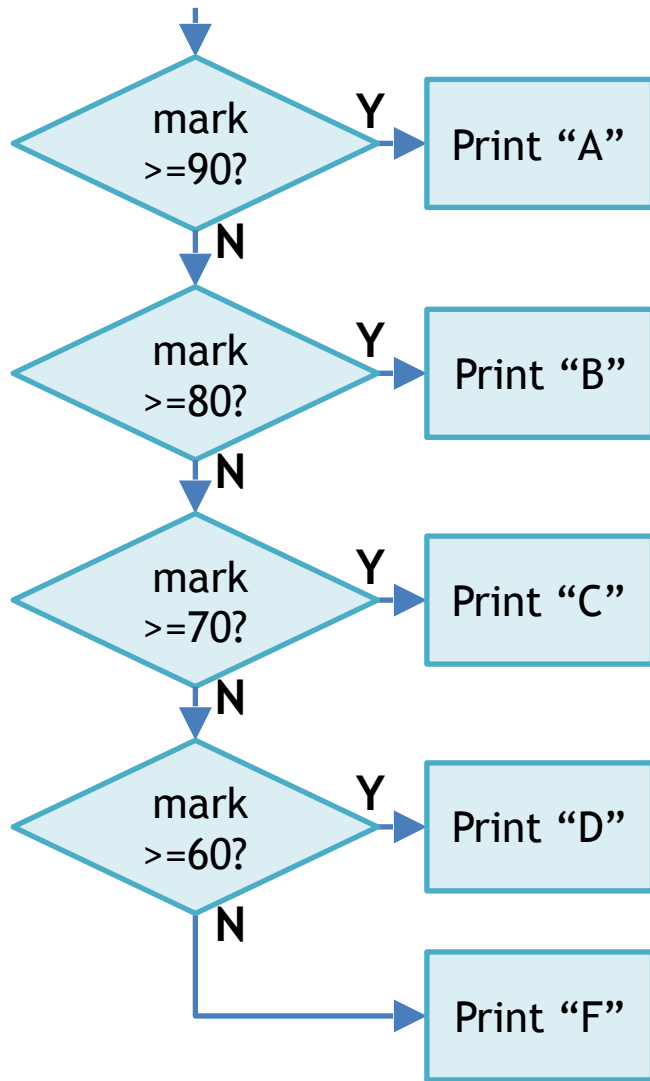 mark
>=90?
Y
Print “A”
N
mark
>=80?
Y
Print “B”
N
mark
>=70?
Y
Print “C”
N
mark
>=60?
Y
Print “D”
N
Print “F”